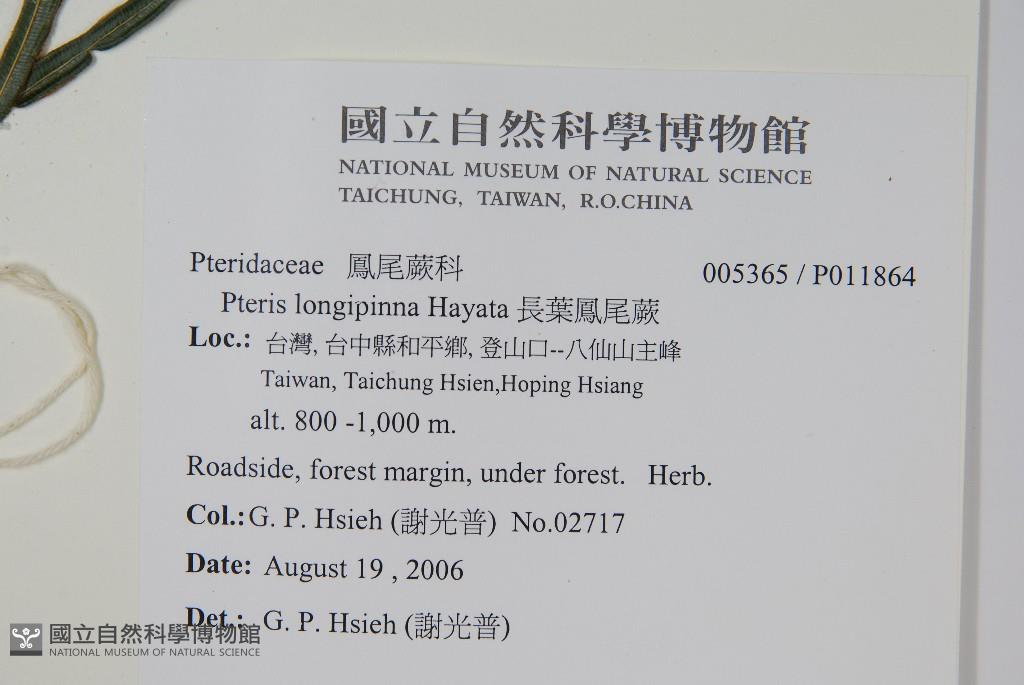 國立自然科學博物館
NATIONAL MUSEUM OF NATURAL SCIENCE
TAICHUNG, TAIWAN, R.O.CHINA
Pteridaceae 鳳尾蕨科 005365 / P011864
Pteris longipinna Hayata 長葉鳳尾蕨
Loc.: 台灣, 台中縣和平鄉, 登山口--八仙山主峰
Taiwan, Taichung Hsien,Hoping Hsiang
alt. 800 -1,000 m.
Roadside, forest margin, under forest. Herb.
Col.: G. P. Hsieh (謝光普) No.02717
Date: August 19 , 2006
Det.: G. P. Hsieh (謝光普)
國立自然科學博物館
NATIONAL MUSEUM OF NATURAL SCIENCE